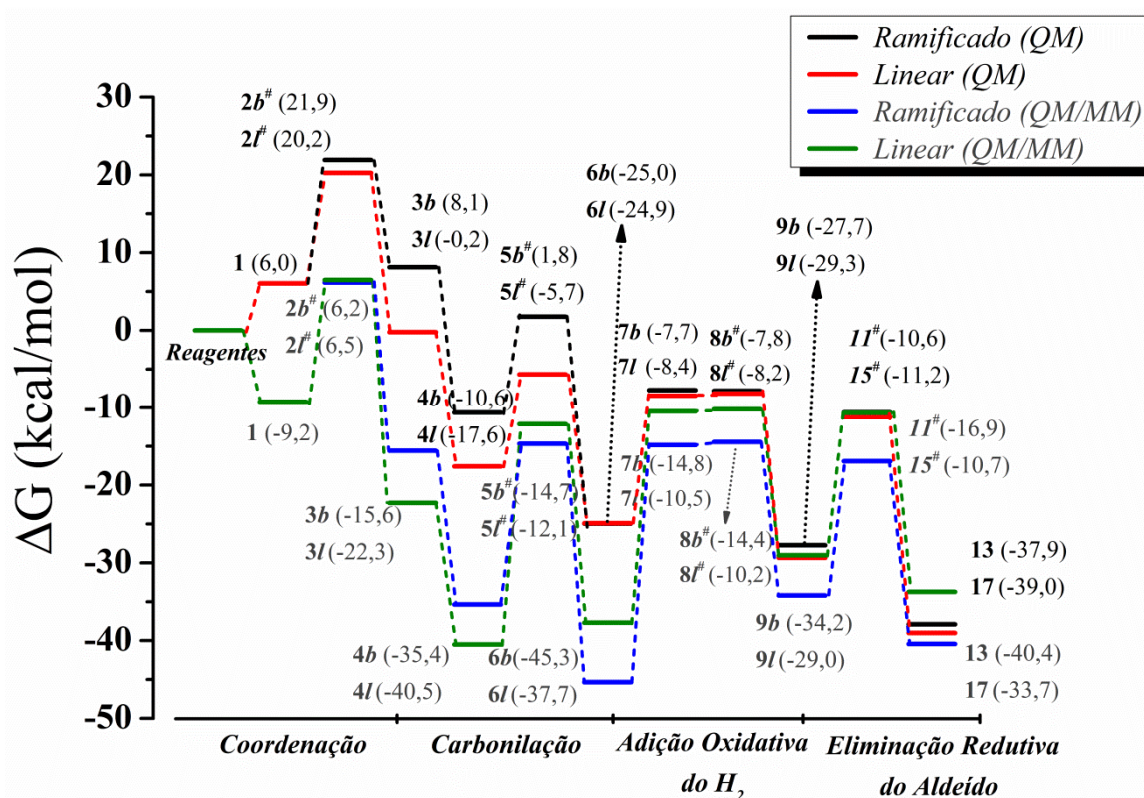 Ramificado (QM)
Linear (QM)
Ramificado (QM/MM)
Linear (QM/MM)
ΔG (kcal/mol)
30
20
10
0
-10
-20
-30
-40
-50
2b# (21,9)
2l# (20,2)
1 (6,0)
Reagentes
1 (-9,2)
2b# (6,2)
2l# (6,5)
3b (8,1)
3l (-0,2)
3b (-15,6)
3l (-22,3)
4b (-10,6)
4l (-17,6)
4b (-35,4)
4l (-40,5)
5b# (1,8)
5l# (-5,7)
5b# (-14,7)
5l# (-12,1)
6b (-25,0)
6l (-24,9)
6b (-45,3)
6l (-37,7)
7b (-7,7)
7l (-8,4)
7b (-14,8)
7l (-10,5)
8b# (-7,8)
8l# (-8,2)
8b# (-14,4)
8l# (-10,2)
9b (-27,7)
9l (-29,3)
9b (-34,2)
9l (-29,0)
11# (-10,6)
15# (-11,2)
11# (-16,9)
15# (-10,7)
13 (-37,9)
17 (-39,0)
13 (-40,4)
17 (-33,7)
Coordenação
Carbonilação
Adição Oxidativa
do H2
Eliminação Redutiva
do Aldeído